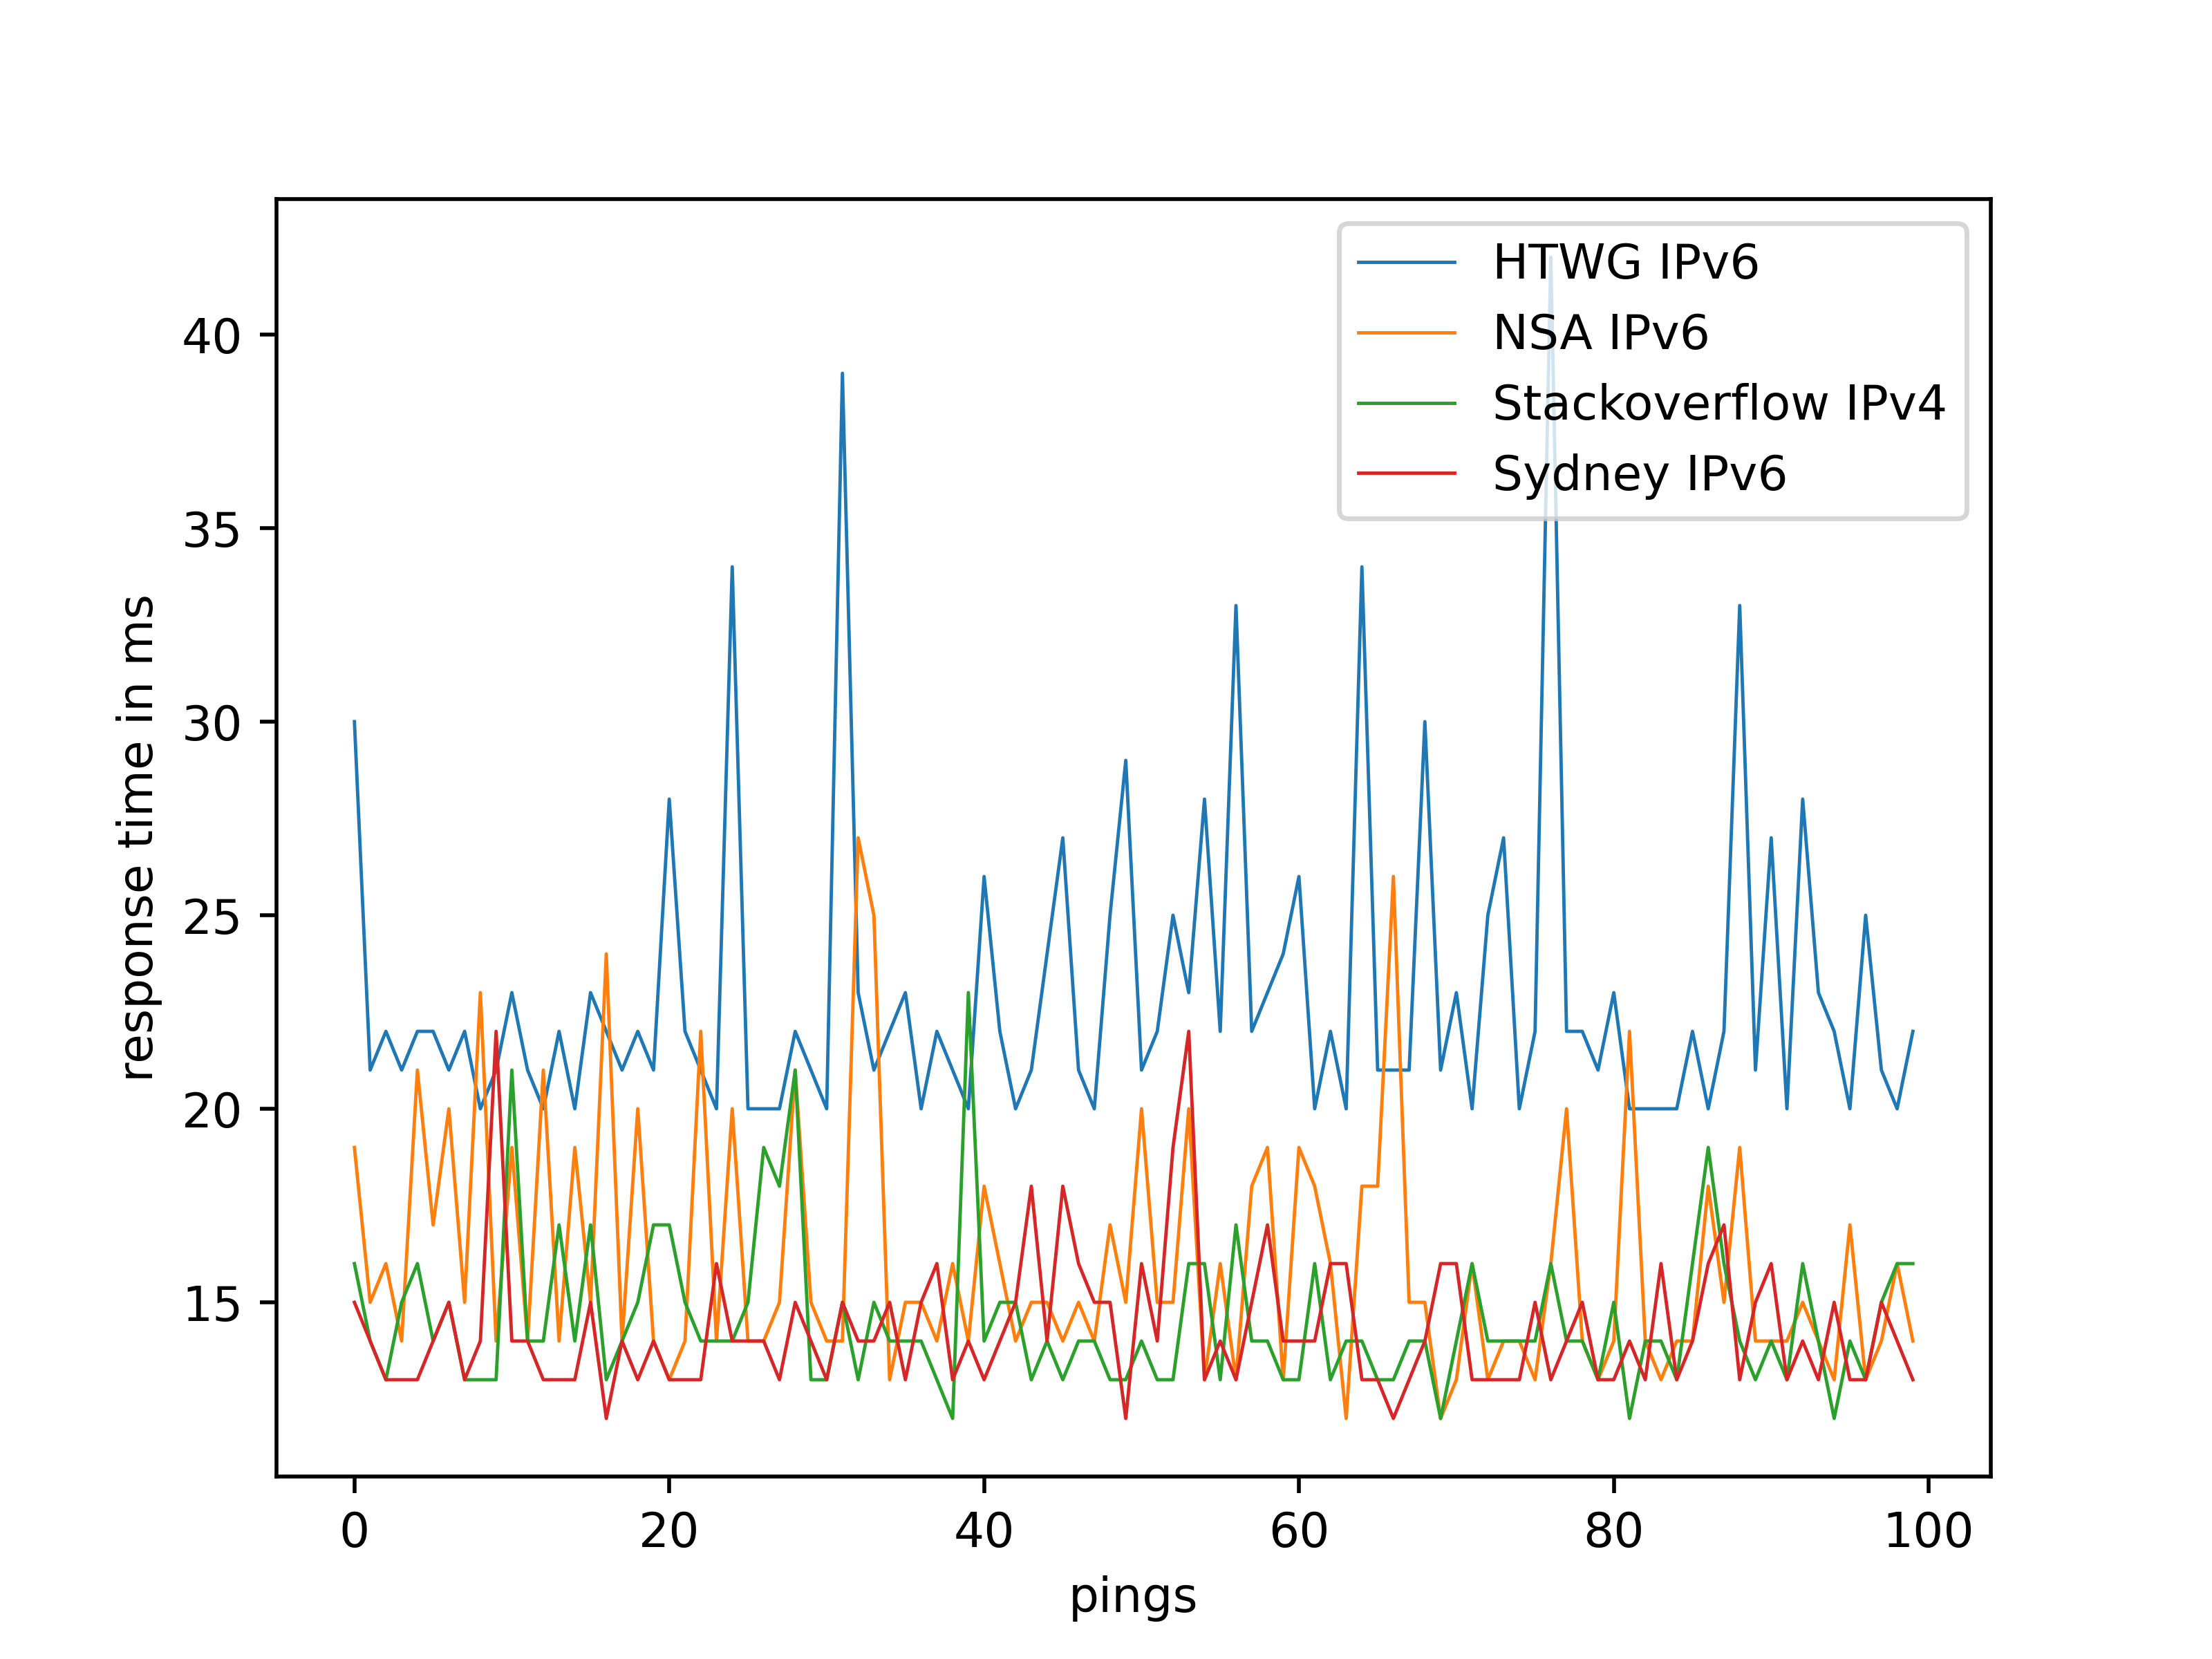 HTWG IPv6
NSA IPv6
Stackoverflow IPv4
Sydney IPv6
40
35
30
25
20
15
response time in ms
0 20 40 60 80 100
pings